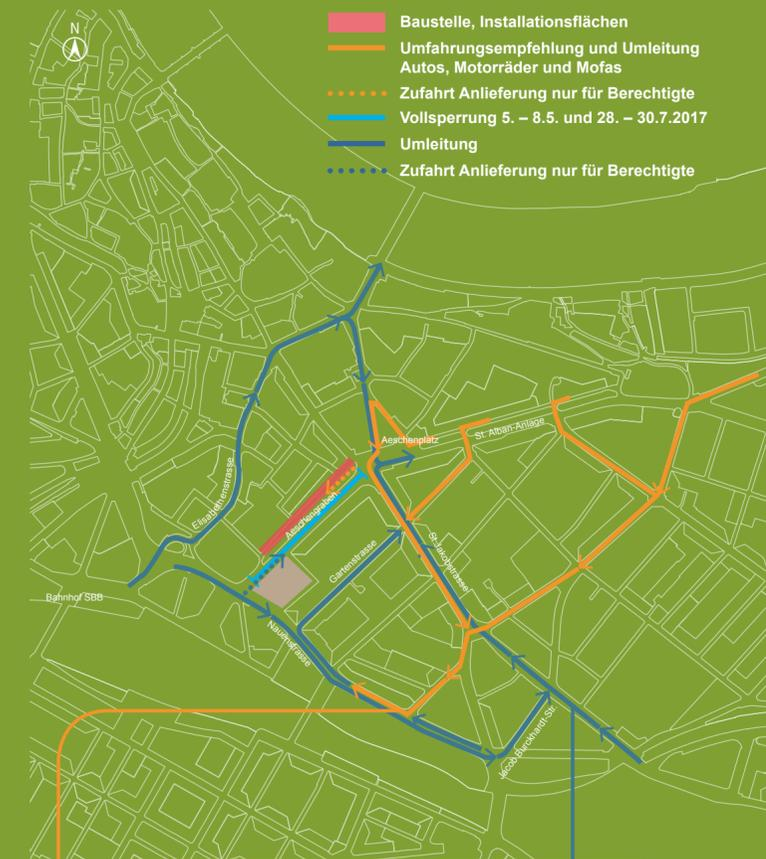 N
Baustelle, Installationsflächen
Umfahrungsempfehlung und Umleitung
Autos, Motorräder und Mofas
Zufahrt Anlieferung nur für Berechtigte
Vollsperrung 5. – 8.5. und 28. – 30.7.2017
Umleitung
Zufahrt Anlieferung nur für Berechtigte
Aeschenplatz
St. Alban-Anlage
Elisabethenstrasse
Aeschengraben
Gartenstrasse
St. Jakobstrasse
Bahnhof SBB
Nauenstrasse
Jacob Burckhardt-Str.